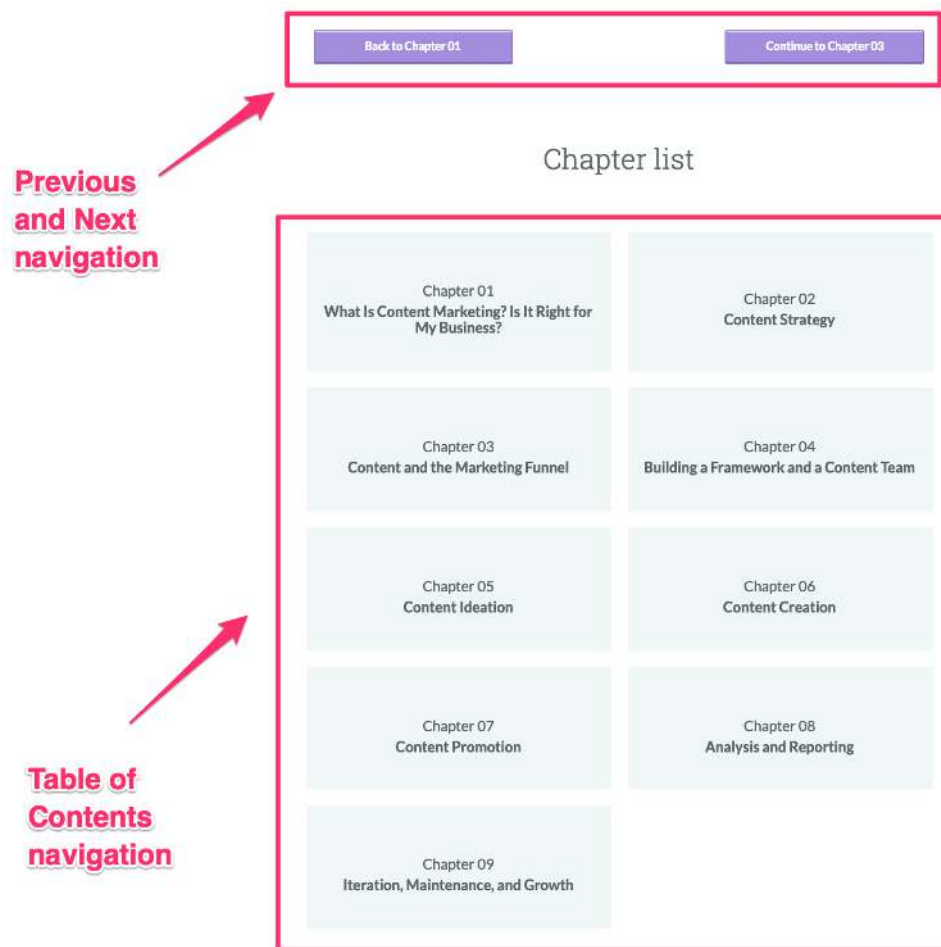 Back to Chapter 01
Continue to Chapter 03
Previous
and Next
navigation
Chapter list
Chapter 01
What Is Content Marketing? Is It Right for
My Business?
Chapter 02
Content Strategy
Chapter 03
Content and the Marketing Funnel
Chapter 04
Building a Framework and a Content Team
Chapter 05
Content Ideation
Chapter 06
Content Creation
Chapter 07
Content Promotion
Chapter 08
Analysis and Reporting
Table of
Contents
navigation
Chapter 09
Iteration, Maintenance, and Growth